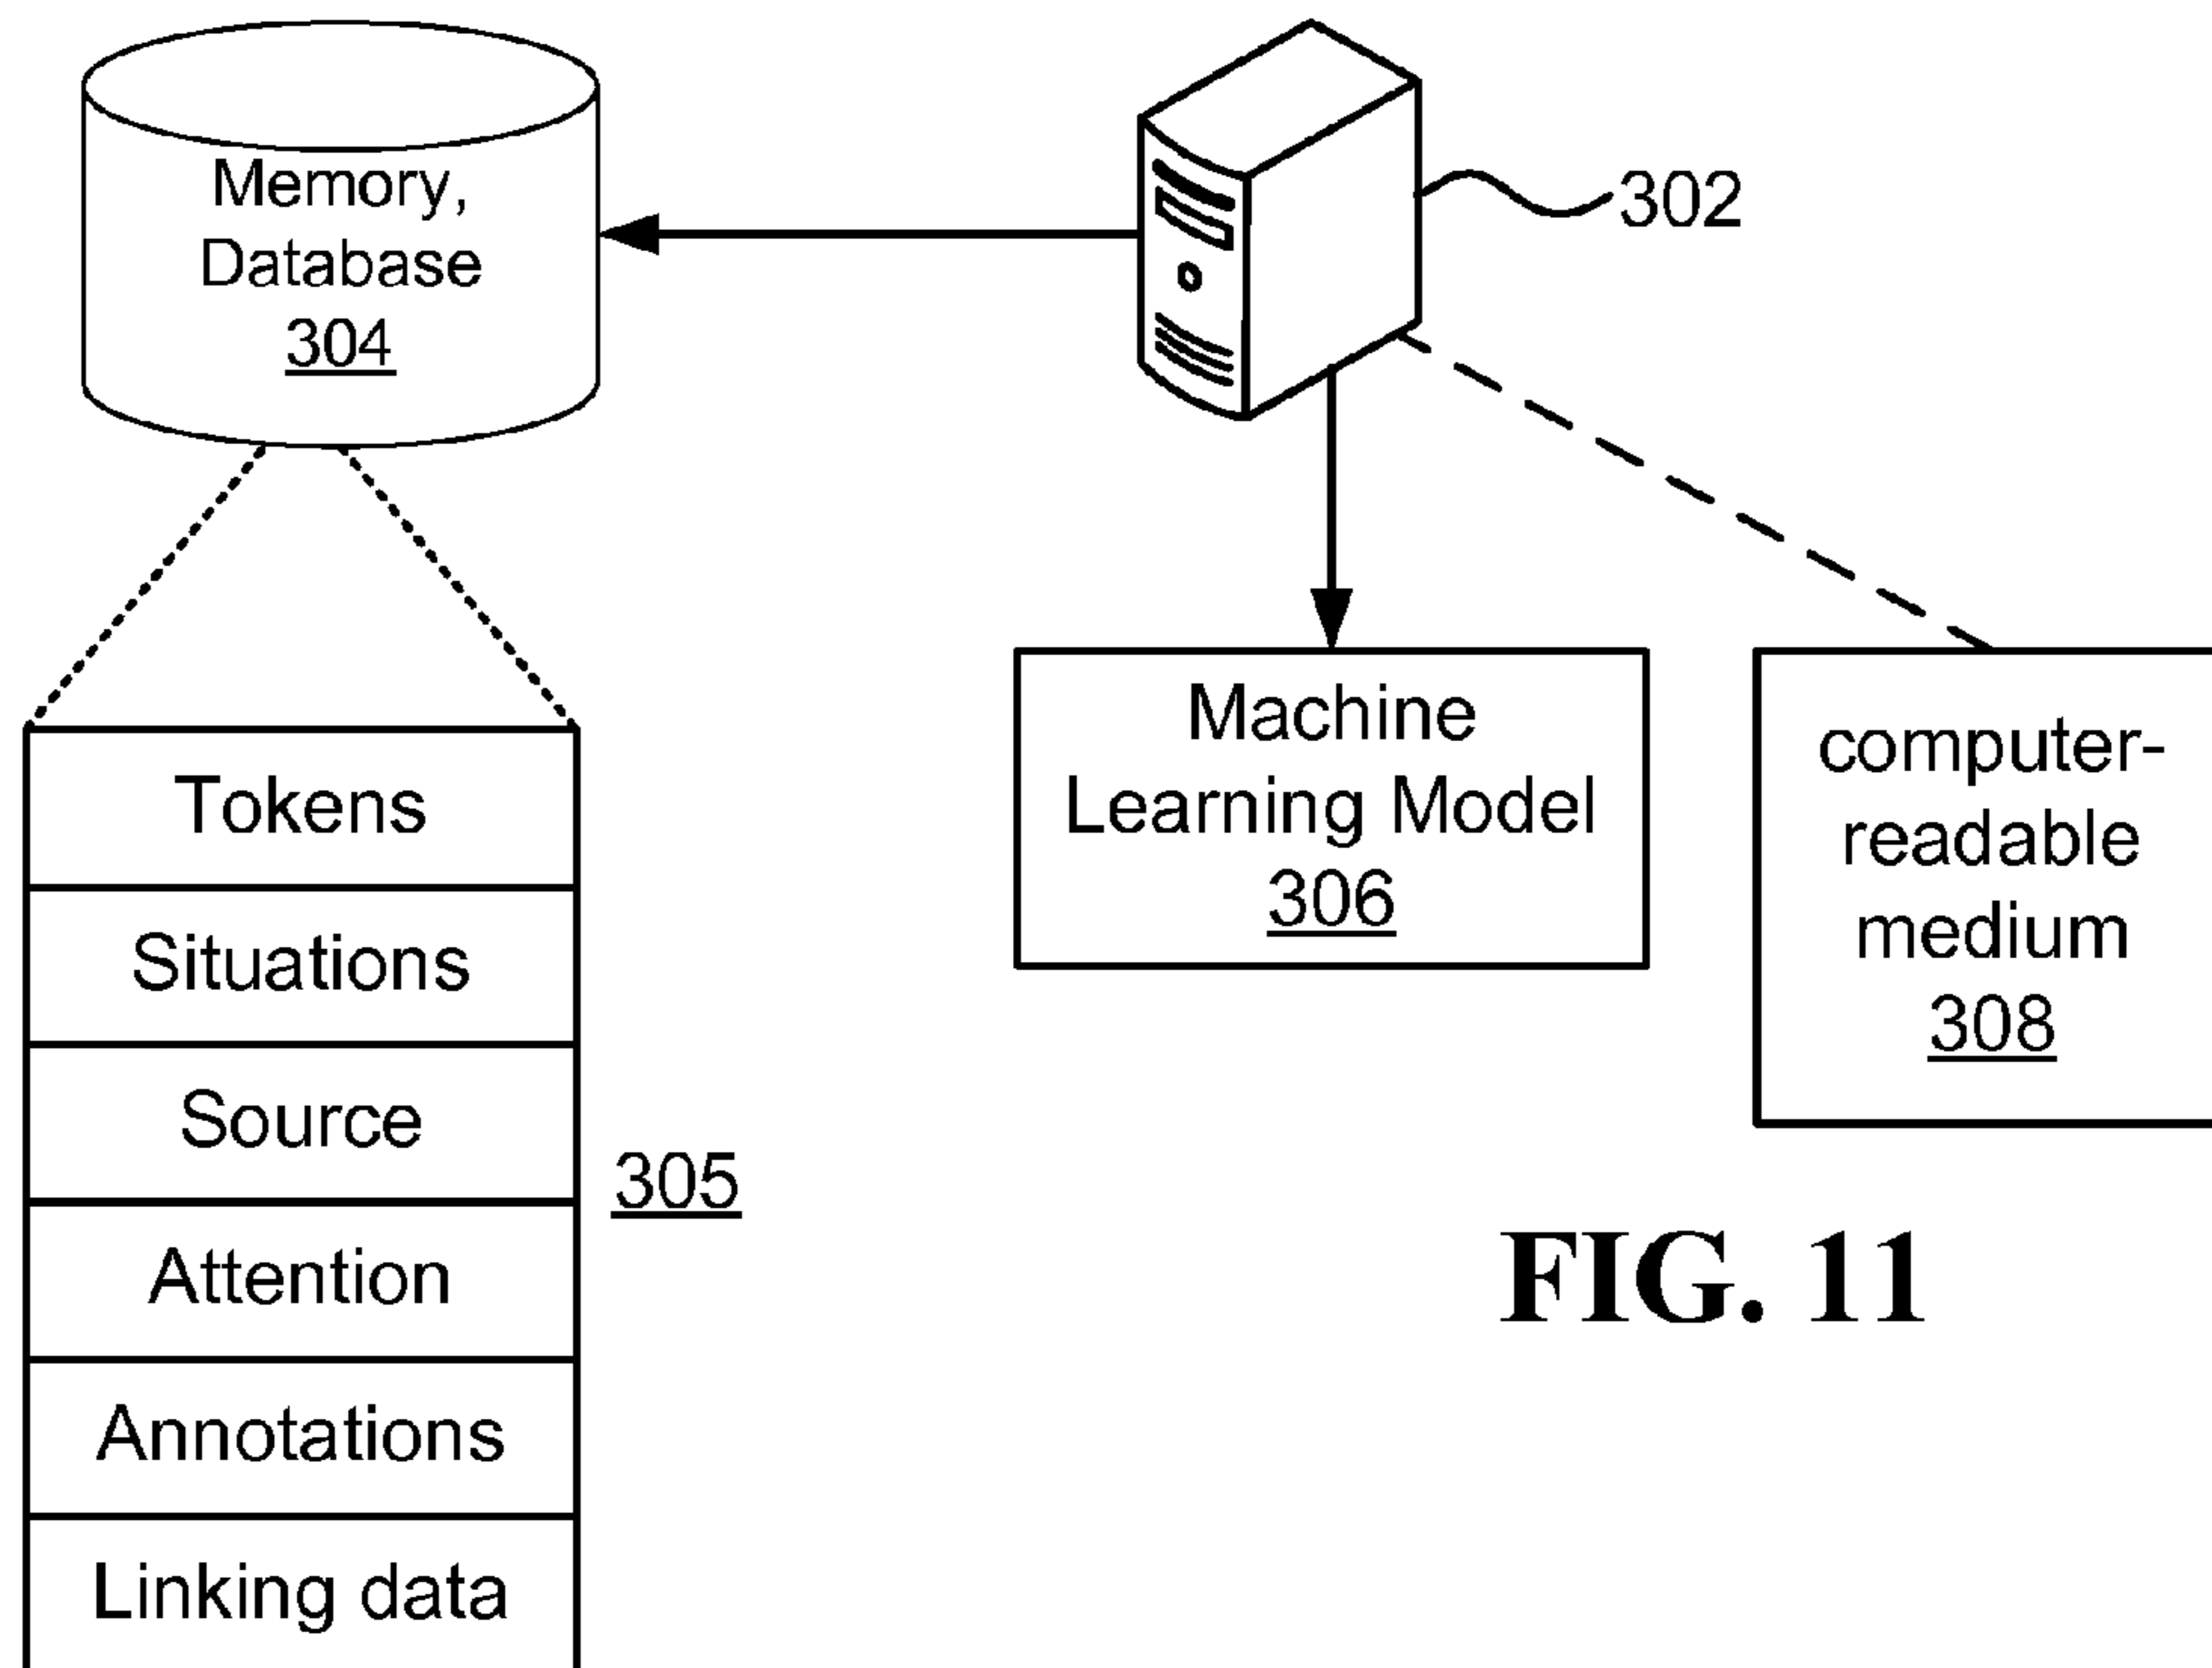 Memory,
Database
304
302
Machine
Learning Model
306
computer-
readable
medium
308
Tokens
Situations
Source
Attention
Annotations
Linking data
305
FIG. 11